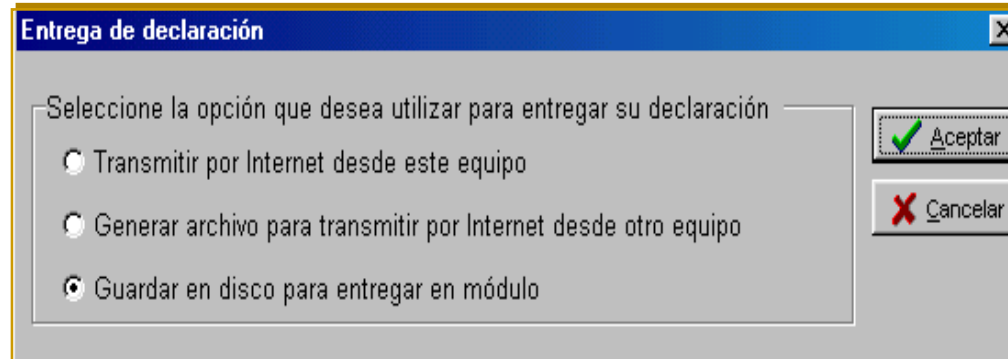 Entrega de declaración
Seleccione la opción que desea utilizar para entregar su declaración
Transmitir por Internet desde este equipo
Generar archivo para transmitir por Internet desde otro equipo
Guardar en disco para entregar en módulo
Aceptar
Cancelar